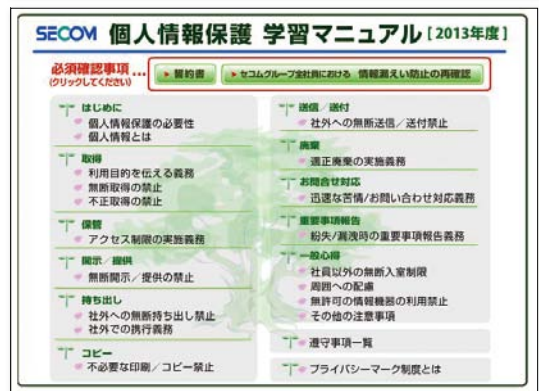 SECOM 個人情報保護 学習マニュアル [2013年度]
必須確認事項...
(クリックしてください)
誓約書
セコムグループ全社員における 情報漏えい防止の再確認
はじめに
個人情報保護の必要性
個人情報とは
取得
利用目的を伝える義務
無断取得の禁止
不正取得の禁止
保管
アクセス制限の実施義務
開示/提供
無断開示/提供の禁止
持ち出し
社外への無断持ち出し禁止
社外での携行義務
コピー
不必要な印刷/コピー禁止
送信/送付
社外への無断送信/送付禁止
廃棄
適正廃棄の実施義務
お問合せ対応
迅速な苦情/お問い合わせ対応義務
重要事項報告
紛失/漏洩時の重要事項報告義務
一般心得
社員以外の無断入室制限
周囲への配慮
無許可の情報機器の利用禁止
その他の注意事項
遵守事項一覧
プライバシーマーク制度とは